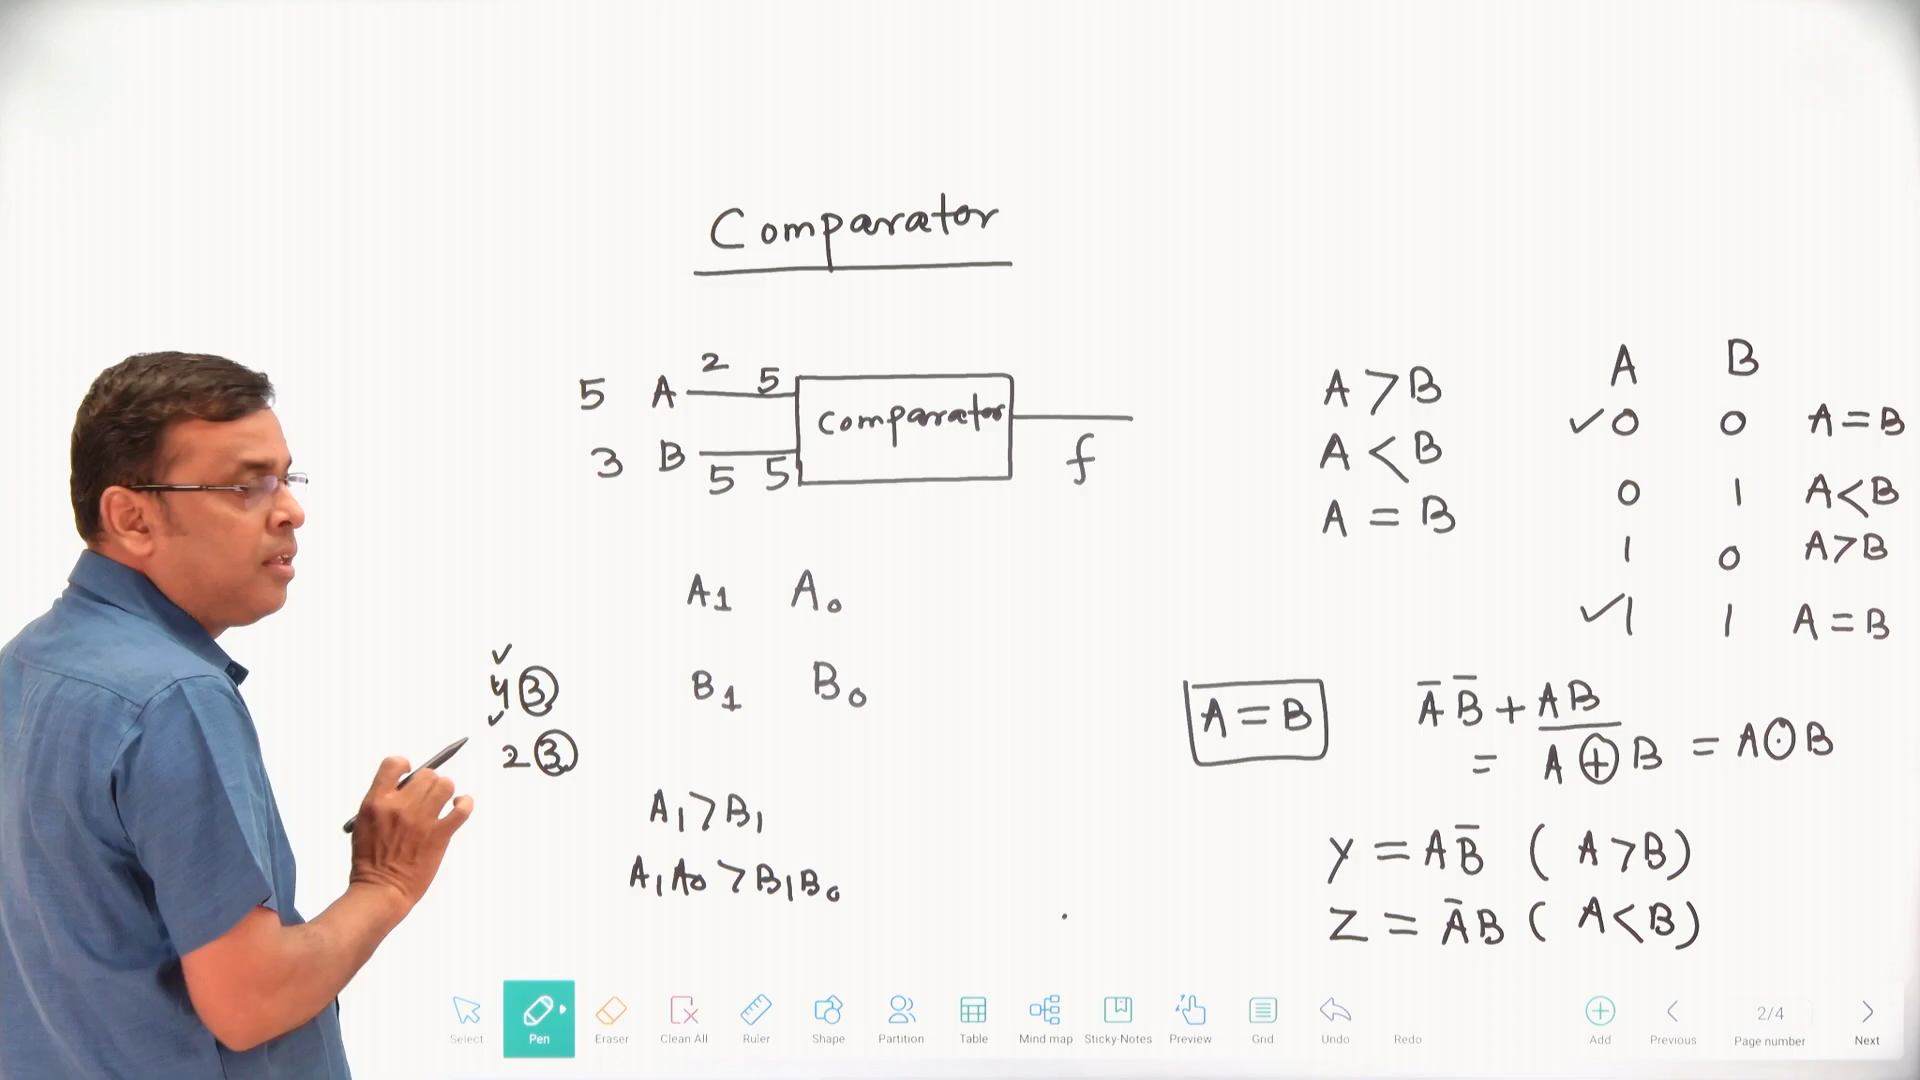 Comparator
5 A 2 5
3 B 5 5
comparator
f
A > B
A < B
A = B
A B
✓ 0 0 A = B
0 1 A < B
1 0 A > B
✓ 1 1 A = B
A1 A₀
B1 B₀
✓
4 3
✓
2 3
A₁ > B₁
A₁A₀ > B₁B₀
A = B
A̅ B̅ + AB
= \overline{A ⊕ B} = A ⊙ B
Y = AB̅ ( A > B )
Z = A̅B ( A < B )
Select Pen Eraser Clean All Ruler Shape Partition Table Mind map Sticky-Notes Preview Grid Undo Redo Add Previous 2/4 Page number Next